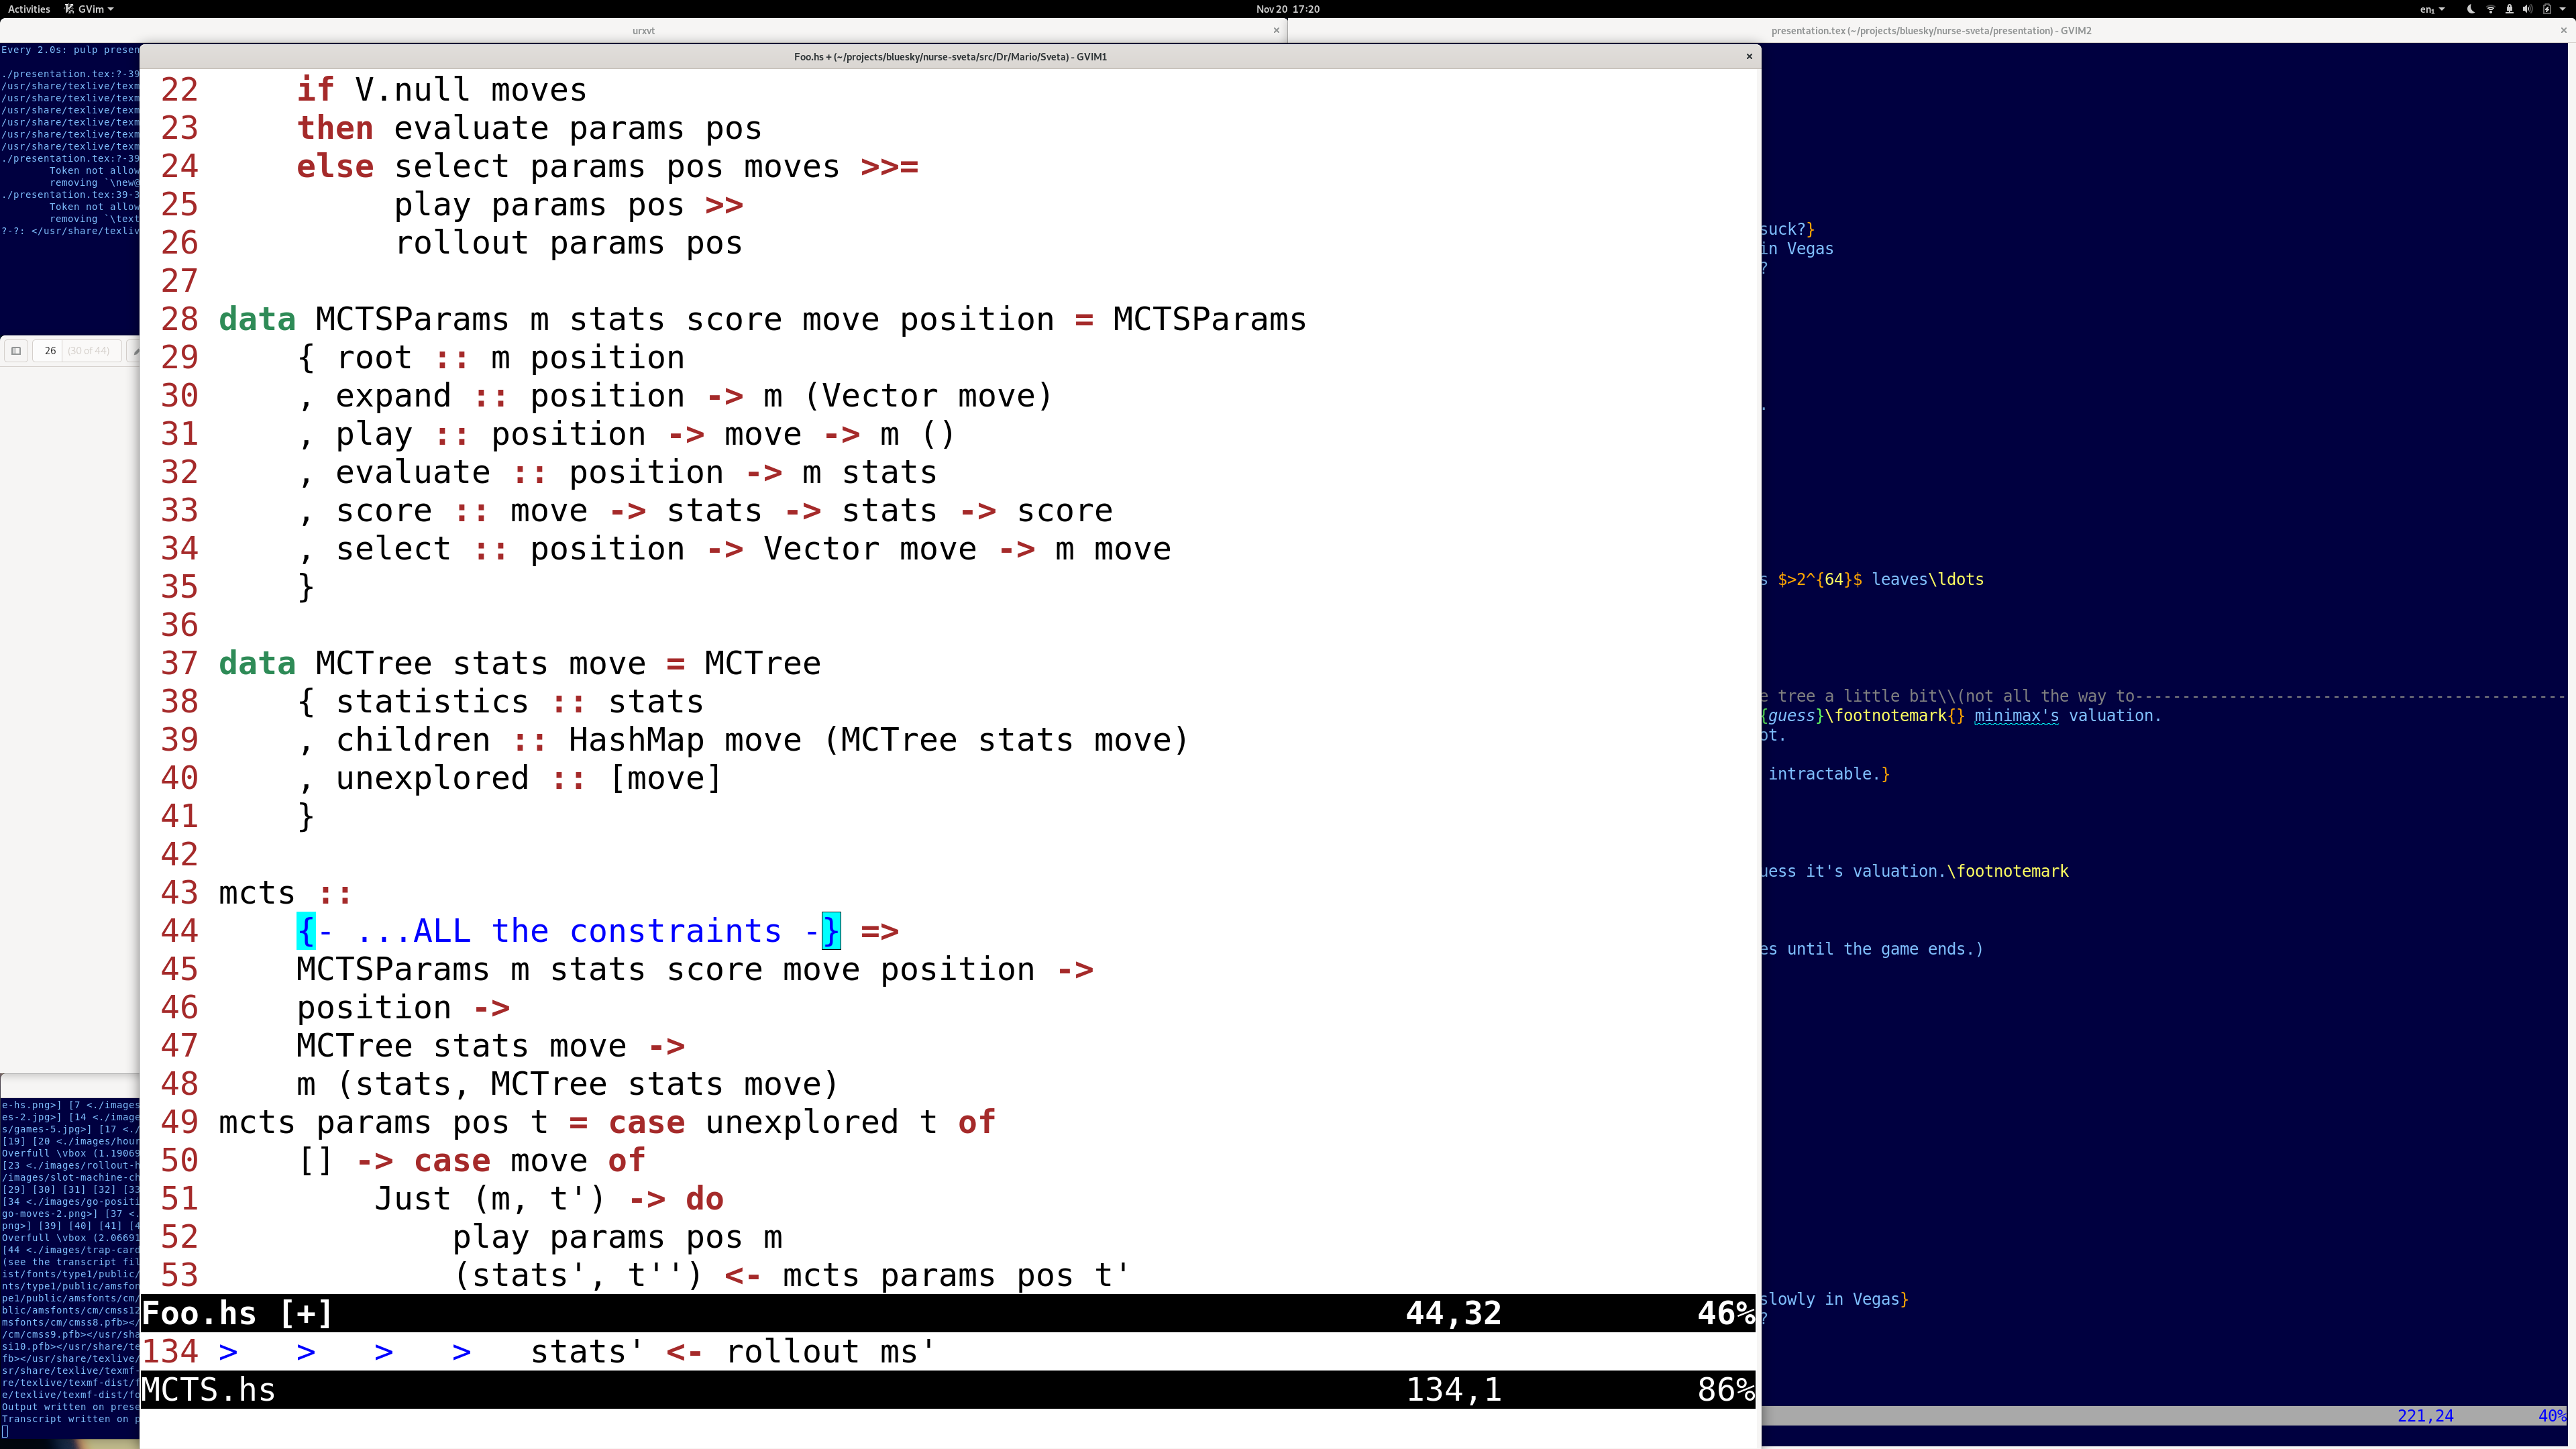 Activities GVim Nov 20 17:20 en₁
urxvt
presentation.tex (~/projects/bluesky/nurse-sveta/presentation) - GVIM2
Every 2.0s: pulp presen
./presentation.tex:?-39
/usr/share/texlive/texm
/usr/share/texlive/texm
/usr/share/texlive/texm
/usr/share/texlive/texm
/usr/share/texlive/texm
/usr/share/texlive/texm
./presentation.tex:?-39
Token not allow
removing `\new@
./presentation.tex:39-3
Token not allow
removing `\text
?-?: </usr/share/texliv
26 (30 of 44)
e-hs.png>] [7 <./images
es-2.jpg>] [14 <./image
s/games-5.jpg>] [17 <./
[19] [20 <./images/hour
Overfull \vbox (1.19069
[23 <./images/rollout-h
/images/slot-machine-ch
[29] [30] [31] [32] [33
[34 <./images/go-positi
go-moves-2.png>] [37 <.
png>] [39] [40] [41] [4
Overfull \vbox (2.06691
[44 <./images/trap-card
(see the transcript fil
ist/fonts/type1/public/
nts/type1/public/amsfon
pe1/public/amsfonts/cm/
blic/amsfonts/cm/cmss12
msfonts/cm/cmss8.pfb></
/cm/cmss9.pfb></usr/sha
si10.pfb></usr/share/te
fb></usr/share/texlive/
sr/share/texlive/texmf-
re/texlive/texmf-dist/f
e/texlive/texmf-dist/fo
Output written on prese
Transcript written on p
Foo.hs + (~/projects/bluesky/nurse-sveta/src/Dr/Mario/Sveta) - GVIM1
22     if V.null moves
23     then evaluate params pos
24     else select params pos moves >>=
25          play params pos >>
26          rollout params pos
27
28 data MCTSParams m stats score move position = MCTSParams
29     { root :: m position
30     , expand :: position -> m (Vector move)
31     , play :: position -> move -> m ()
32     , evaluate :: position -> m stats
33     , score :: move -> stats -> stats -> score
34     , select :: position -> Vector move -> m move
35     }
36
37 data MCTree stats move = MCTree
38     { statistics :: stats
39     , children :: HashMap move (MCTree stats move)
40     , unexplored :: [move]
41     }
42
43 mcts ::
44     {- ...ALL the constraints -} =>
45     MCTSParams m stats score move position ->
46     position ->
47     MCTree stats move ->
48     m (stats, MCTree stats move)
49 mcts params pos t = case unexplored t of
50     [] -> case move of
51         Just (m, t') -> do
52             play params pos m
53             (stats', t'') <- mcts params pos t'
Foo.hs [+] 44,32 46%
134 >   >   >   >   stats' <- rollout ms'
MCTS.hs 134,1 86%
suck?}
in Vegas
?
.
s $>2^{64}$ leaves\ldots
e tree a little bit\\(not all the way to----------------------------------------------
{guess}\footnotemark{} minimax's valuation.
pt.
intractable.}
uess it's valuation.\footnotemark
es until the game ends.)
slowly in Vegas}
?
221,24 40%